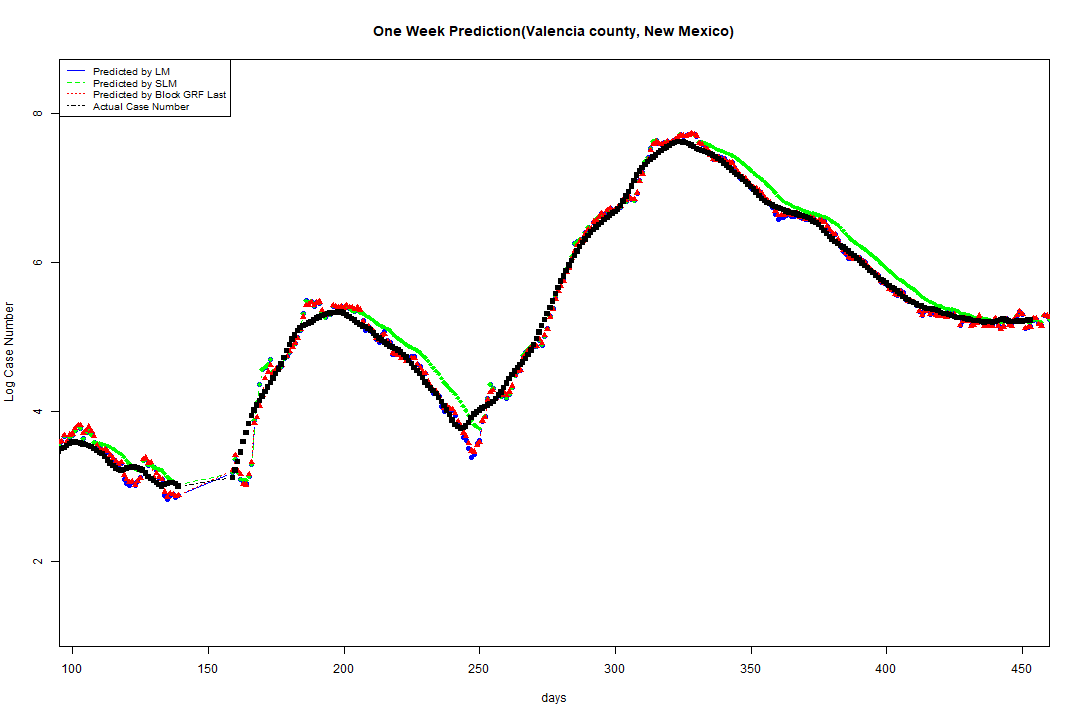 One Week Prediction(Valencia county, New Mexico)
Predicted by LM
Predicted by SLM
Predicted by Block GRF Last
Actual Case Number
8
6
4
2
Log Case Number
100 150 200 250 300 350 400 450
days